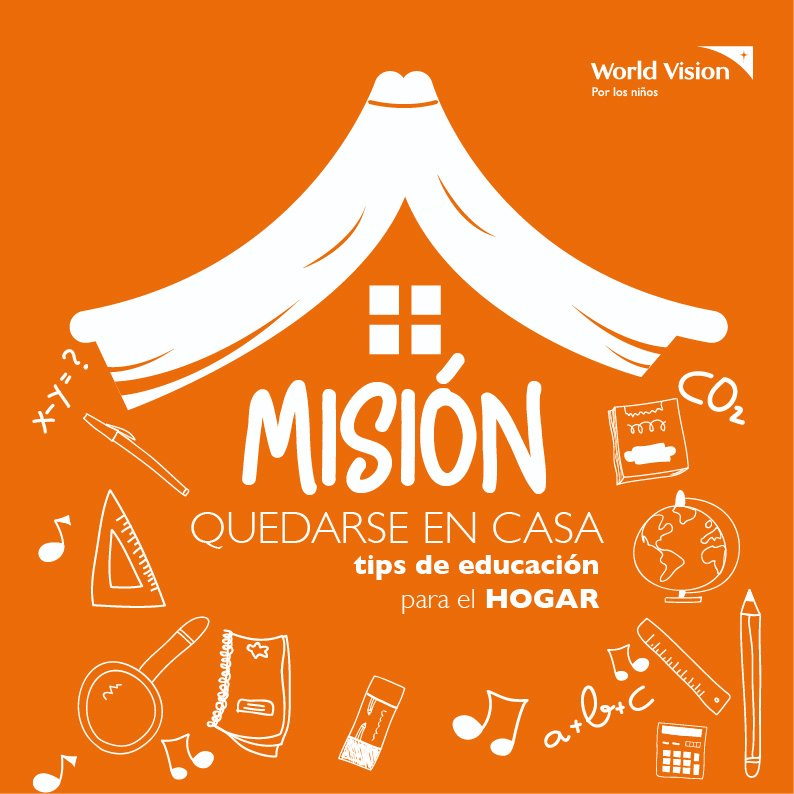 World Vision
Por los niños
x-y=?
CO₂
MISIÓN
QUEDARSE EN CASA
tips de educación
para el HOGAR
a+b+c